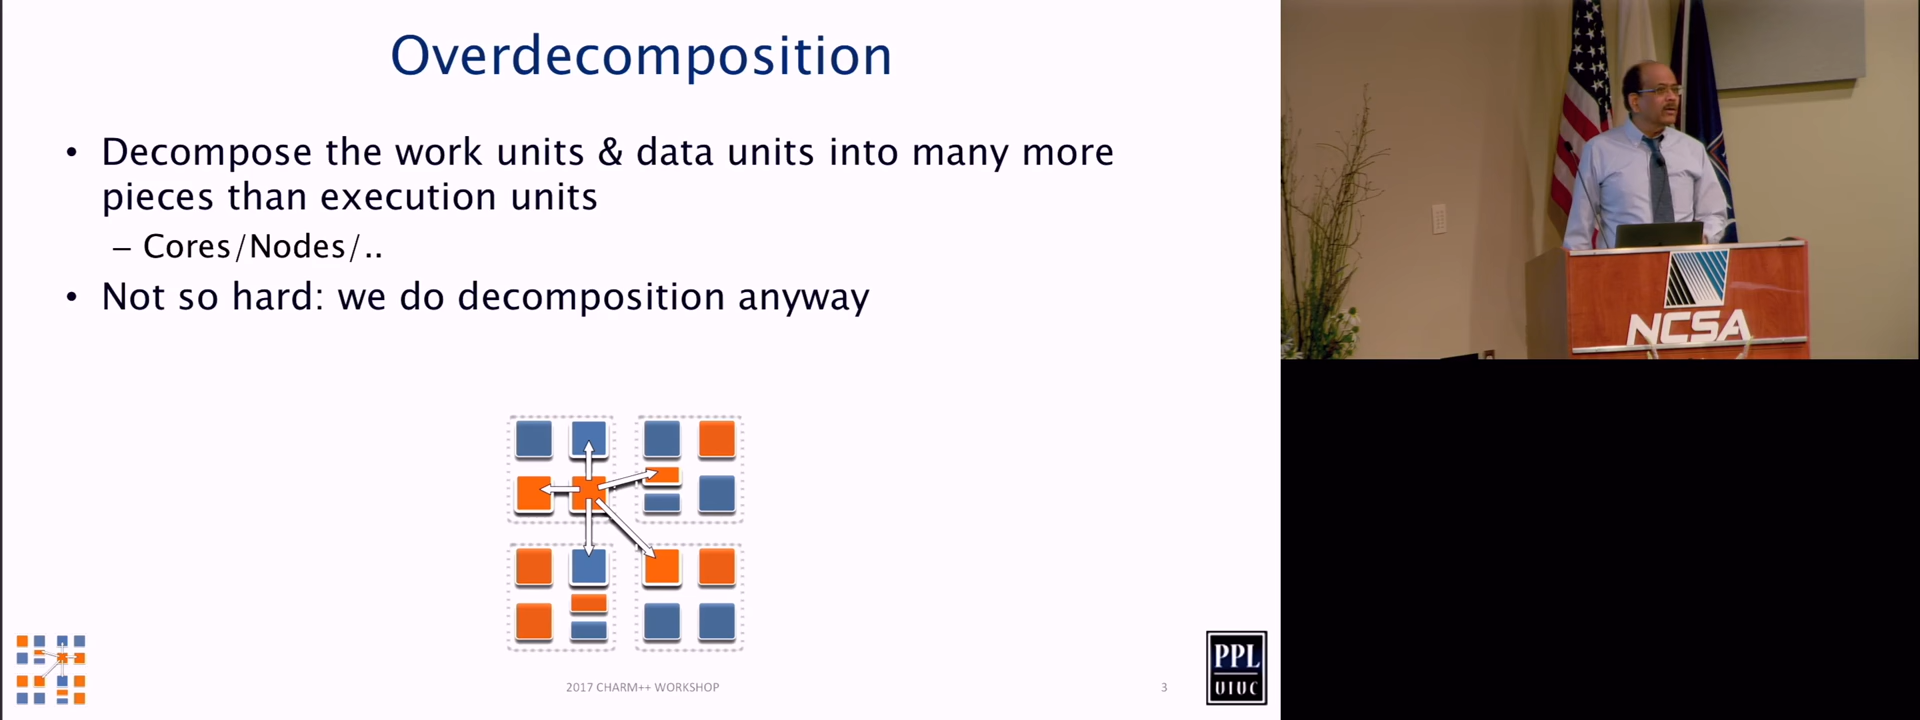 Overdecomposition
• Decompose the work units & data units into many more
pieces than execution units
– Cores/Nodes/..
• Not so hard: we do decomposition anyway
2017 CHARM++ WORKSHOP
3
PPL
UIUC
NCSA